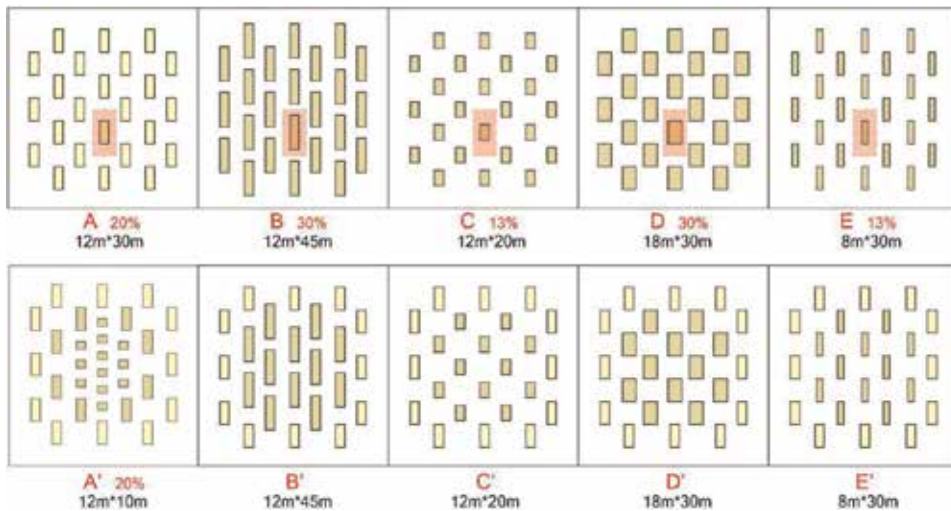 A 20% B 30% C 13% D 30% E 13%
12m*30m 12m*45m 12m*20m 18m*30m 8m*30m
A' 20% B' C' D' E'
12m*10m 12m*45m 12m*20m 18m*30m 8m*30m